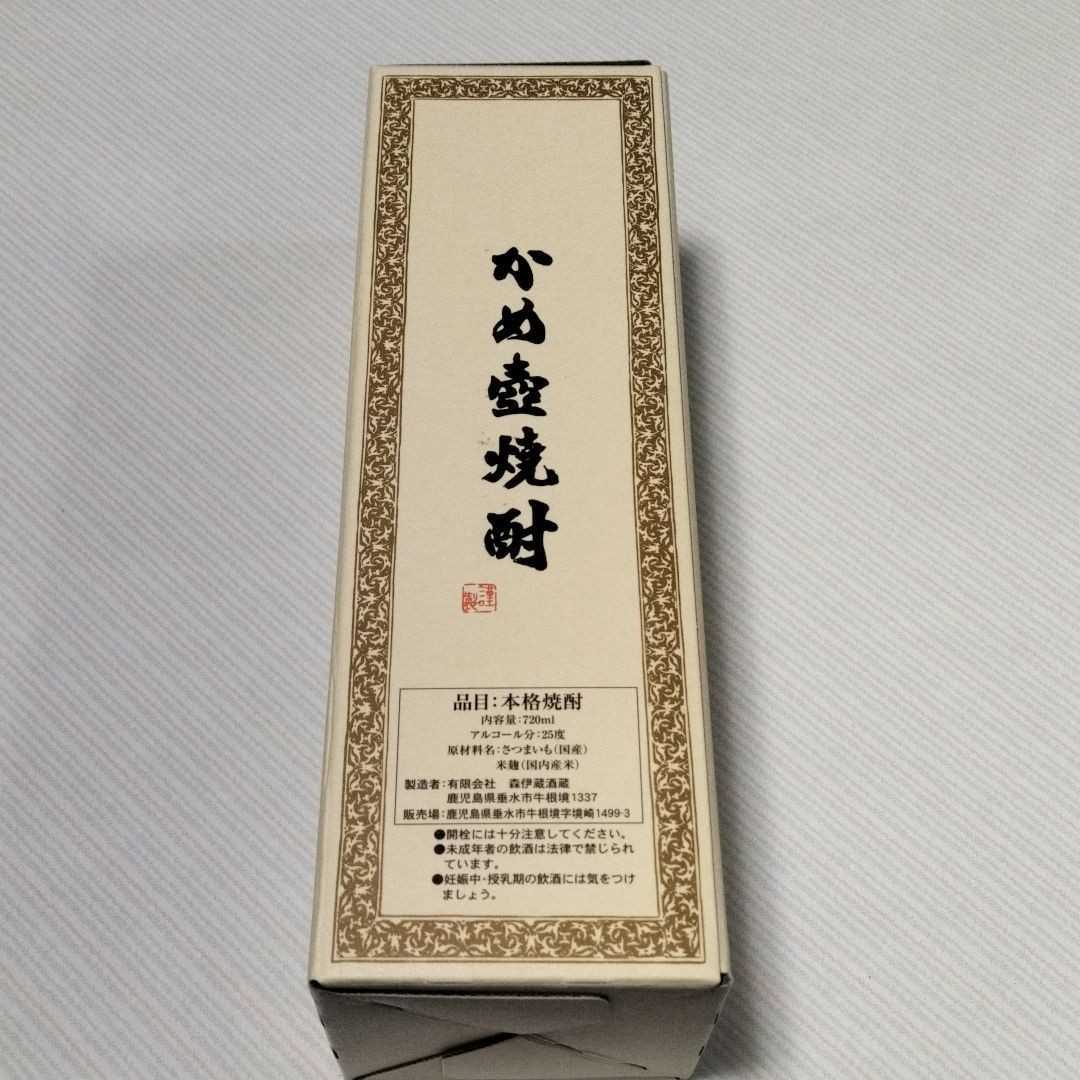 かめ壺焼酎
謹製
品目:本格焼酎
内容量:720ml
アルコール分:25度
原材料名:さつまいも(国産)
米麹(国内産米)
製造者:有限会社 森伊蔵酒蔵
鹿児島県垂水市牛根境1337
販売場:鹿児島県垂水市牛根境字境崎1499-3
●開栓には十分注意してください。
●未成年者の飲酒は法律で禁じられ
ています。
●妊娠中・授乳期の飲酒には気をつけ
ましょう。